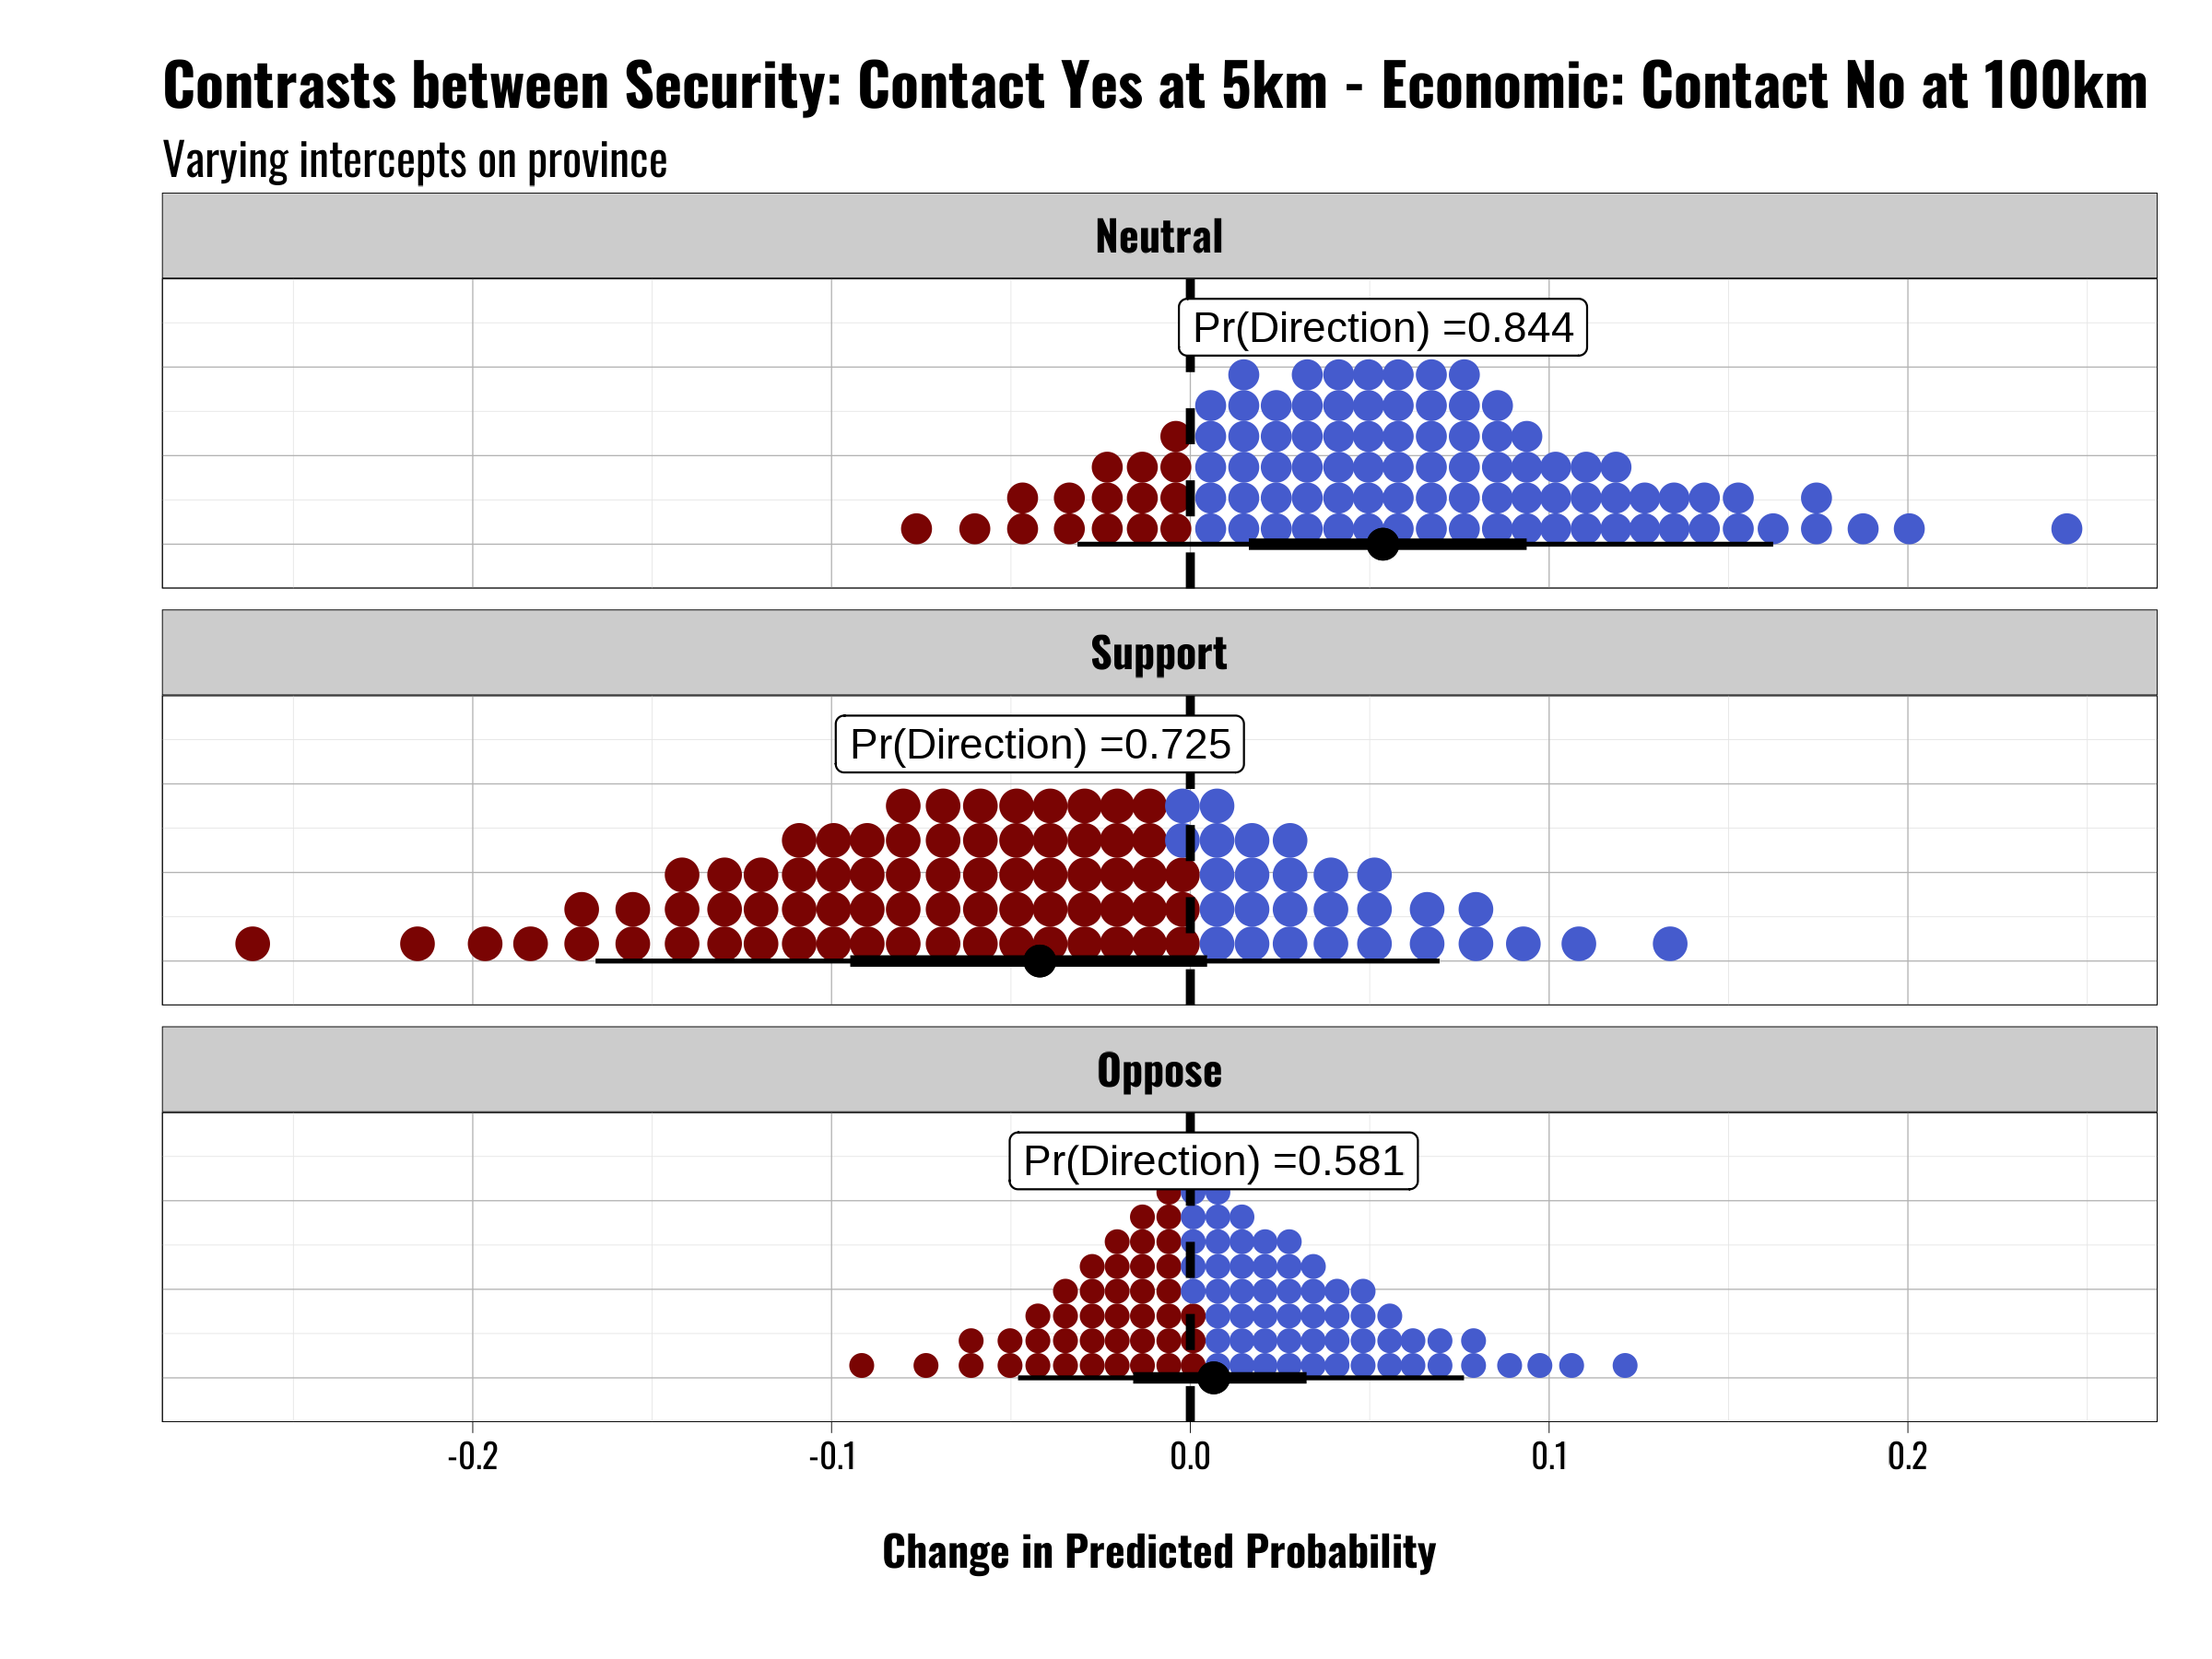 Contrasts between Security: Contact Yes at 5km - Economic: Contact No at 100km
Varying intercepts on province
Neutral
Pr(Direction) =0.844
Support
Pr(Direction) =0.725
Oppose
Pr(Direction) =0.581
-0.2 -0.1 0.0 0.1 0.2
Change in Predicted Probability